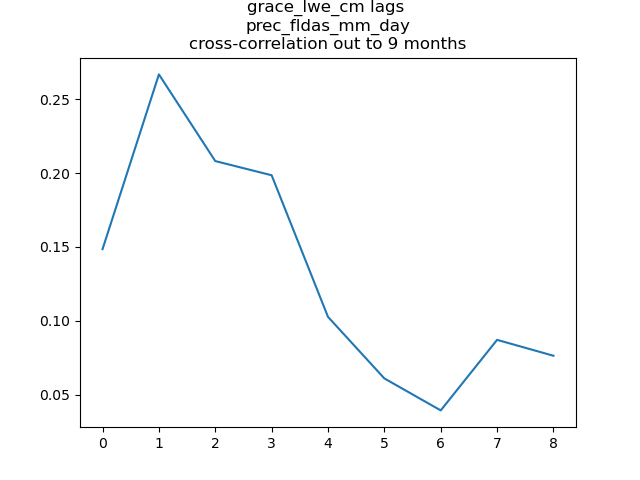 grace_lwe_cm lags
prec_fldas_mm_day
cross-correlation out to 9 months
0.25
0.20
0.15
0.10
0.05
0 1 2 3 4 5 6 7 8